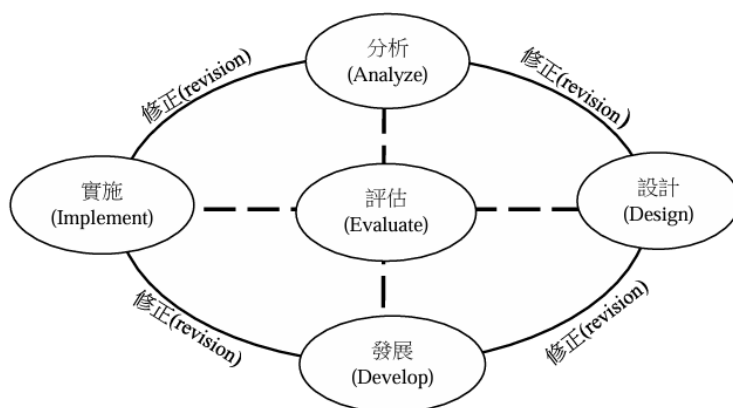 分析
(Analyze)
修正(revision)
修正(revision)
實施
(Implement)
評估
(Evaluate)
設計
(Design)
修正(revision)
修正(revision)
發展
(Develop)